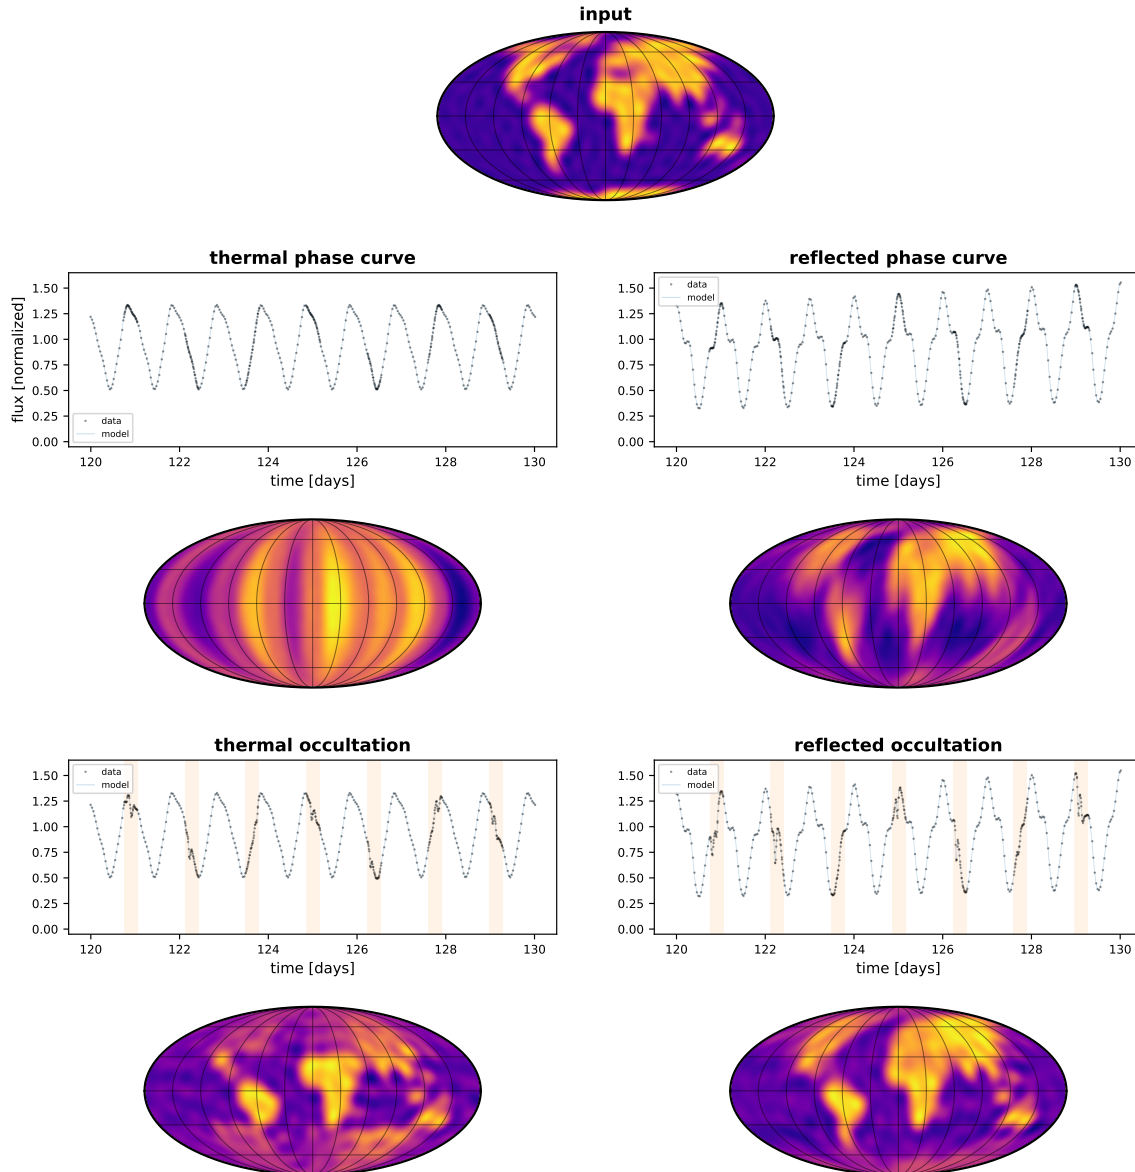 input
thermal phase curve
flux [normalized]
1.50
1.25
1.00
0.75
0.50
0.25
0.00
data
model
120 122 124 126 128 130
time [days]
reflected phase curve
1.50
1.25
1.00
0.75
0.50
0.25
0.00
data
model
120 122 124 126 128 130
time [days]
thermal occultation
1.50
1.25
1.00
0.75
0.50
0.25
0.00
data
model
120 122 124 126 128 130
time [days]
reflected occultation
1.50
1.25
1.00
0.75
0.50
0.25
0.00
data
model
120 122 124 126 128 130
time [days]